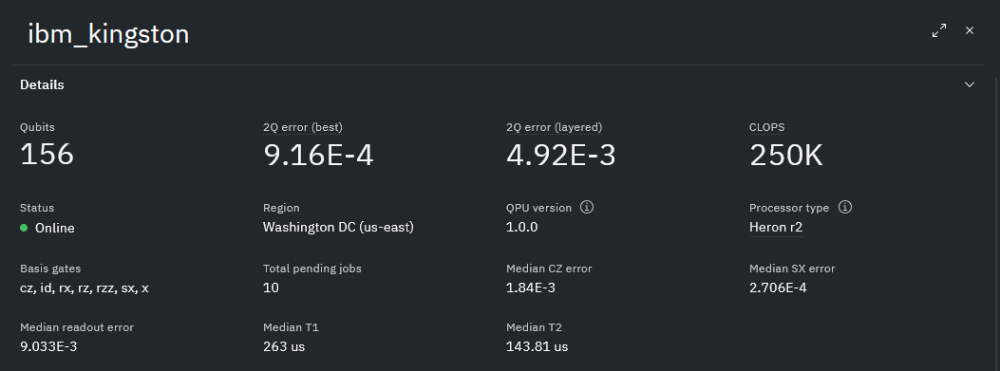 ibm_kingston
Details
Qubits 2Q error (best) 2Q error (layered) CLOPS
156 9.16E-4 4.92E-3 250K
Status Region QPU version Processor type
Online Washington DC (us-east) 1.0.0 Heron r2
Basis gates Total pending jobs Median CZ error Median SX error
cz, id, rx, rz, rzz, sx, x 10 1.84E-3 2.706E-4
Median readout error Median T1 Median T2
9.033E-3 263 us 143.81 us